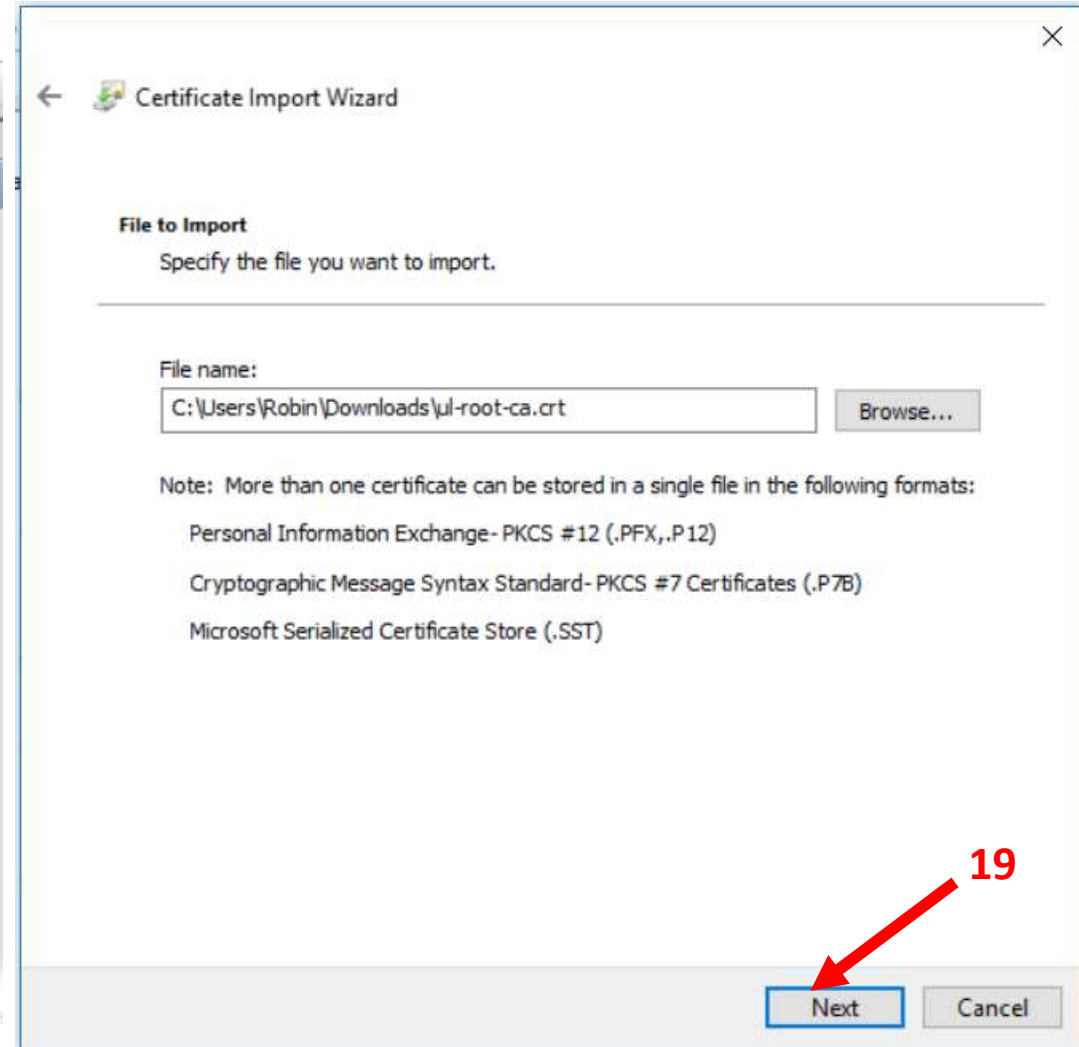 Certificate Import Wizard
File to Import
Specify the file you want to import.
File name:
C:\Users\Robin\Downloads\ul-root-ca.crt
Browse...
Note:  More than one certificate can be stored in a single file in the following formats:
Personal Information Exchange- PKCS #12 (.PFX,.P12)
Cryptographic Message Syntax Standard- PKCS #7 Certificates (.P7B)
Microsoft Serialized Certificate Store (.SST)
19
Next
Cancel